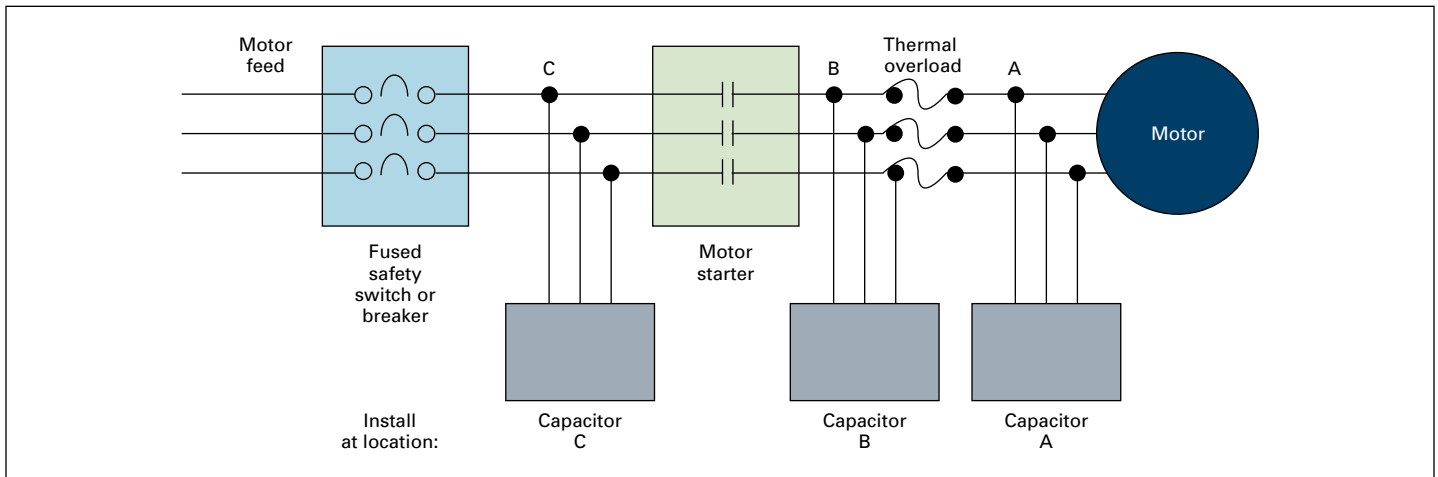 Motor
feed
C
B
Thermal
overload
A
Motor
Fused
safety
switch or
breaker
Motor
starter
Install
at location:
Capacitor
C
Capacitor
B
Capacitor
A